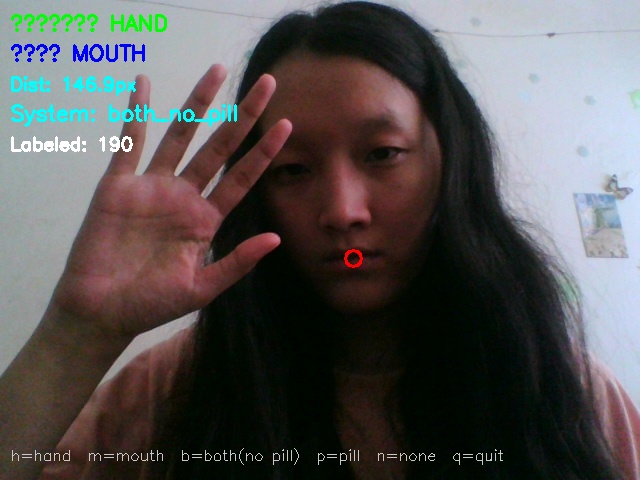 ??????? HAND
???? MOUTH
Dist: 146.9px
System: both_no_pill
Labeled: 190
h=hand m=mouth b=both(no pill) p=pill n=none q=quit